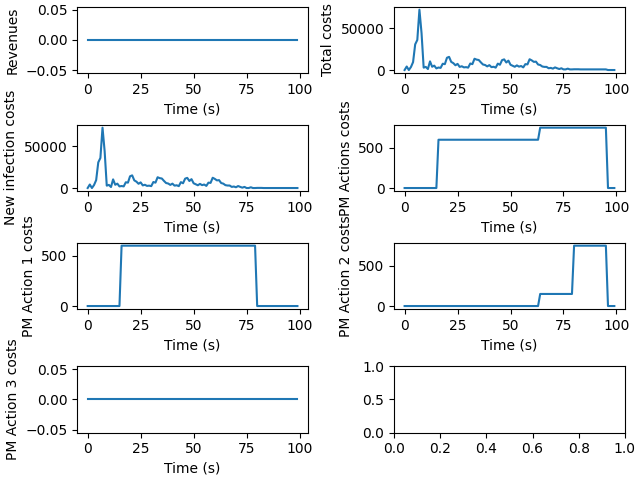 Revenues
0.05
0.00
−0.05
0 25 50 75 100
Time (s)
Total costs
50000
0
0 25 50 75 100
Time (s)
New infection costs
50000
0
0 25 50 75 100
Time (s)
PM Actions costs
500
0
0 25 50 75 100
Time (s)
PM Action 1 costs
500
0
0 25 50 75 100
Time (s)
PM Action 2 costs
500
0
0 25 50 75 100
Time (s)
PM Action 3 costs
0.05
0.00
−0.05
0 25 50 75 100
Time (s)
1.0
0.5
0.0
0.0 0.2 0.4 0.6 0.8 1.0